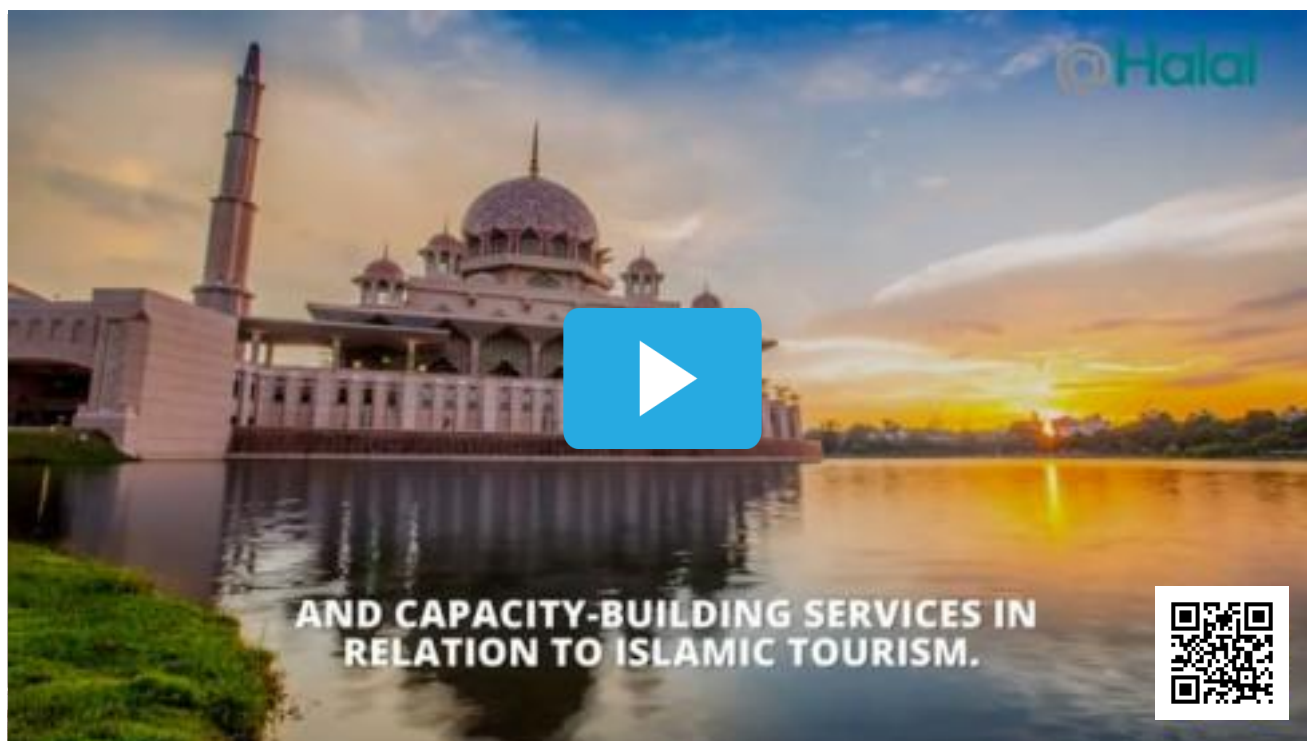 @Halal
AND CAPACITY-BUILDING SERVICES IN
RELATION TO ISLAMIC TOURISM.